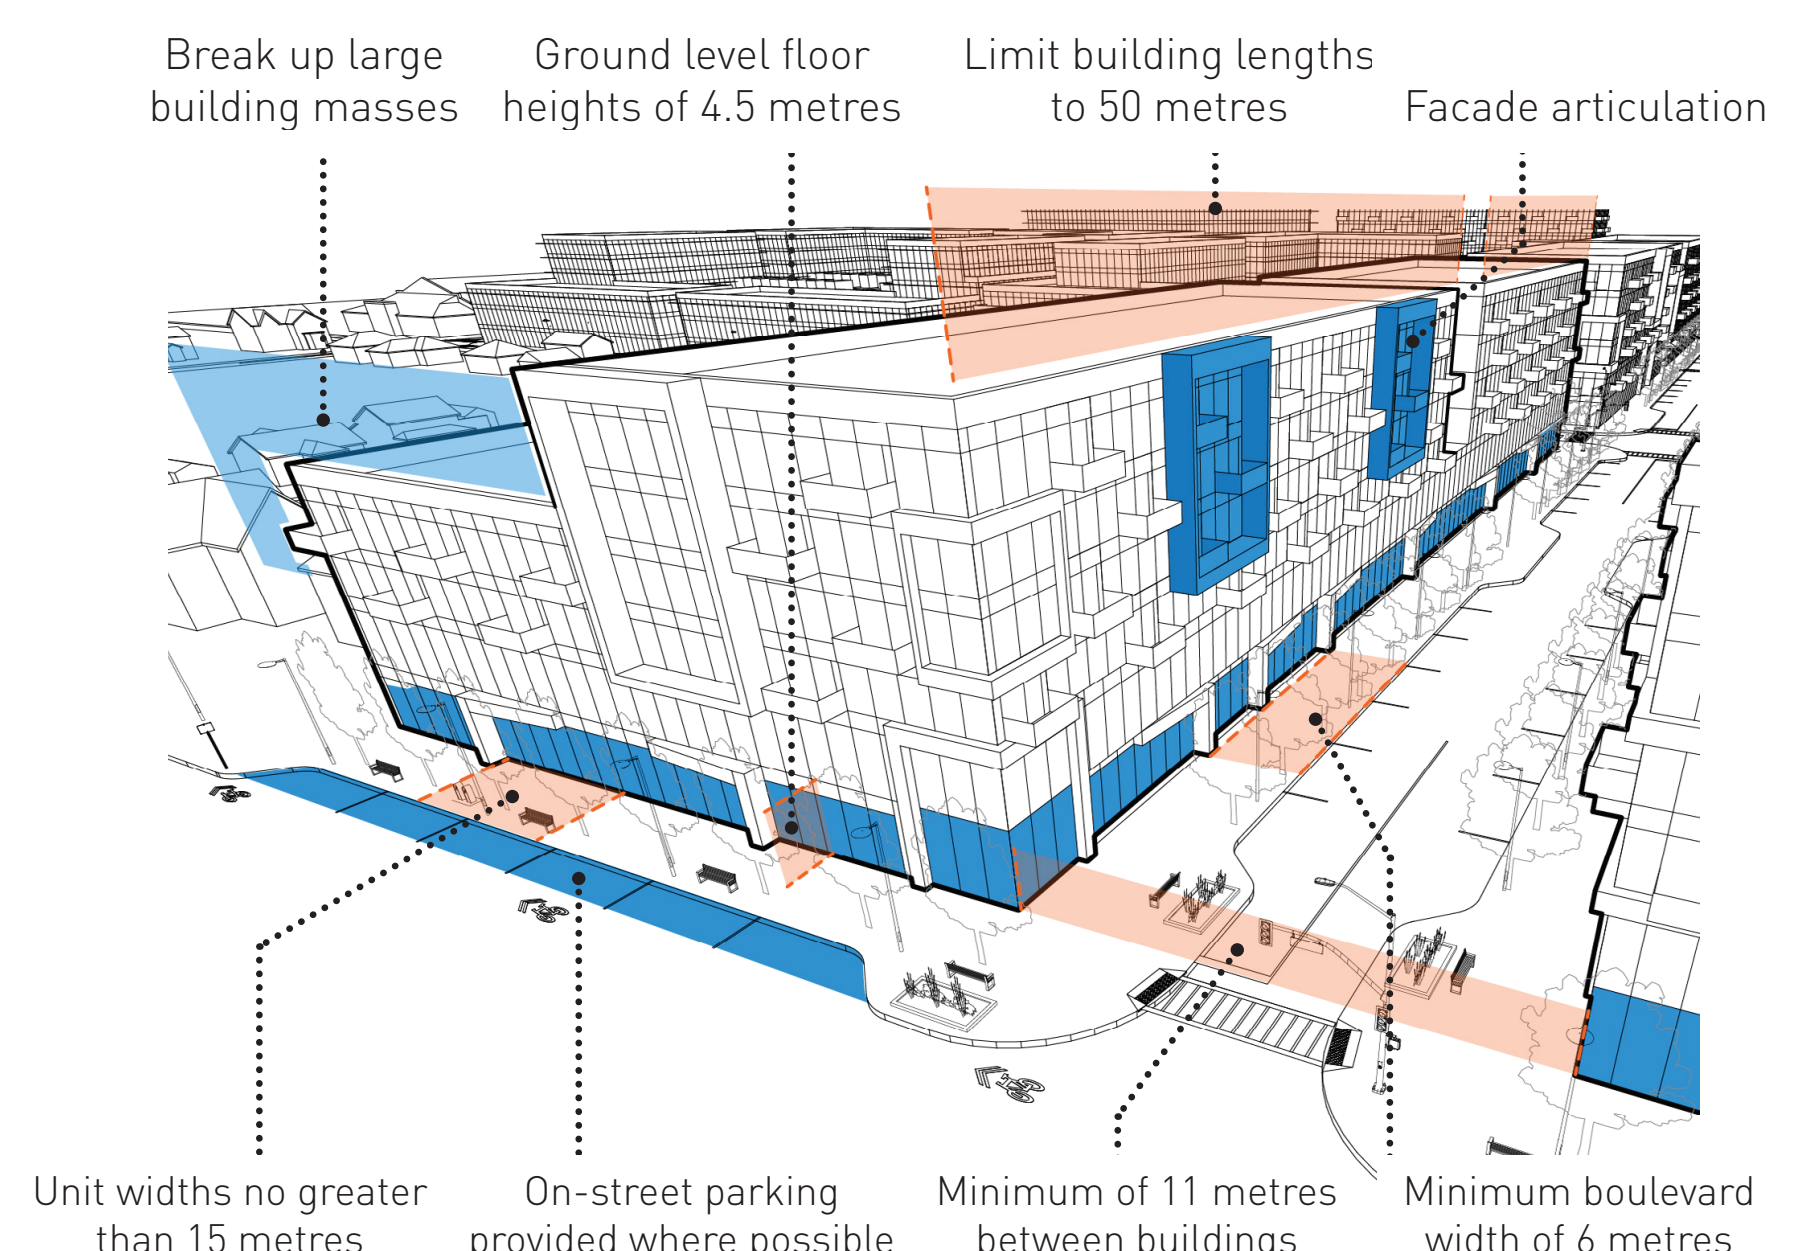 Break up large
building masses
Ground level floor
heights of 4.5 metres
Limit building lengths
to 50 metres
Facade articulation
Unit widths no greater
than 15 metres
On-street parking
provided where possible
Minimum of 11 metres
between buildings
Minimum boulevard
width of 6 metres